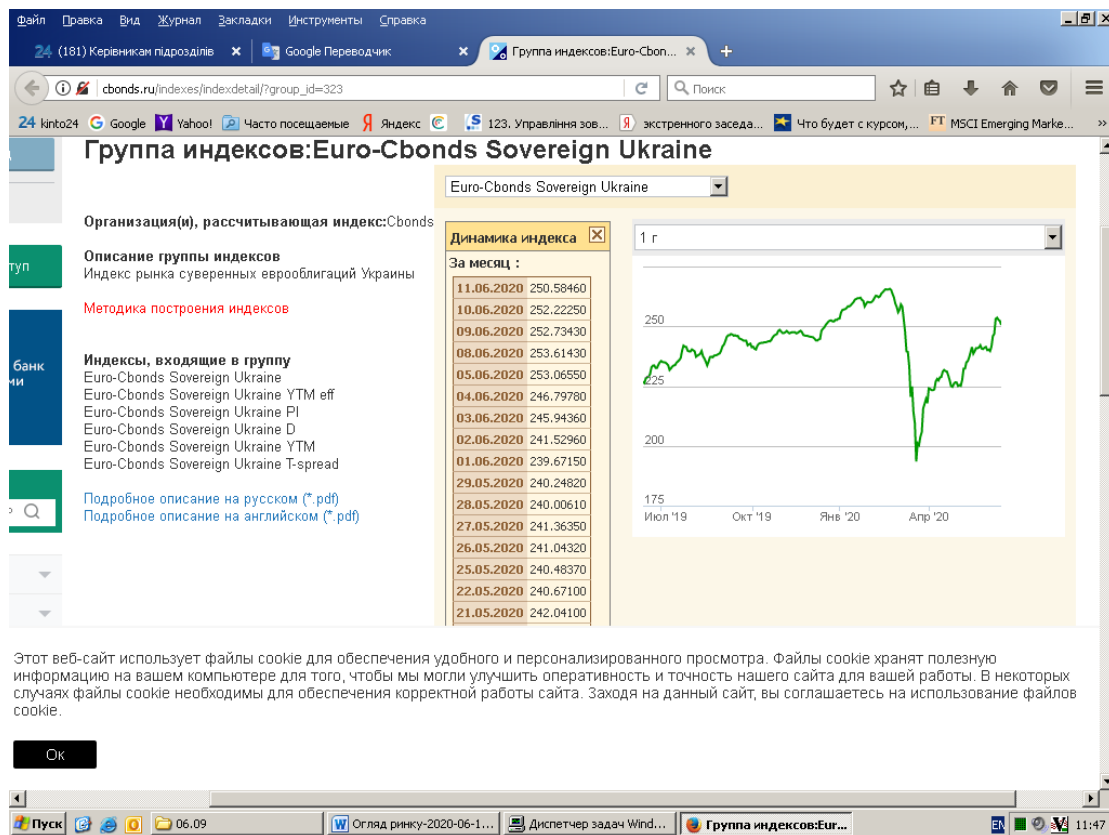 Файл Правка Вид Журнал Закладки Инструменты Справка
24 (181) Керівникам підрозділів
Google Переводчик
Группа индексов:Euro-Cbon...
cbonds.ru/indexes/indexdetail/?group_id=323
Поиск
24 kinto24 Google Yahoo! Часто посещаемые Яндекс 123. Управління зов... экстренного заседа... Что будет с курсом,... FT MSCI Emerging Marke... »
Группа индексов:Euro-Cbonds Sovereign Ukraine
Euro-Cbonds Sovereign Ukraine
Организация(и), рассчитывающая индекс:Cbonds
Описание группы индексов
Индекс рынка суверенных еврооблигаций Украины
Методика построения индексов
Индексы, входящие в группу
Euro-Cbonds Sovereign Ukraine
Euro-Cbonds Sovereign Ukraine YTM eff
Euro-Cbonds Sovereign Ukraine PI
Euro-Cbonds Sovereign Ukraine D
Euro-Cbonds Sovereign Ukraine YTM
Euro-Cbonds Sovereign Ukraine T-spread
Подробное описание на русском (*.pdf)
Подробное описание на английском (*.pdf)
туп
банк
ми
Динамика индекса
За месяц :
11.06.2020 250.58460
10.06.2020 252.22250
09.06.2020 252.73430
08.06.2020 253.61430
05.06.2020 253.06550
04.06.2020 246.79780
03.06.2020 245.94360
02.06.2020 241.52960
01.06.2020 239.67150
29.05.2020 240.24820
28.05.2020 240.00610
27.05.2020 241.36350
26.05.2020 241.04320
25.05.2020 240.48370
22.05.2020 240.67100
21.05.2020 242.04100
1 г
250
225
200
175
Июл '19 Окт '19 Янв '20 Апр '20
Этот веб-сайт использует файлы cookie для обеспечения удобного и персонализированного просмотра. Файлы cookie хранят полезную
информацию на вашем компьютере для того, чтобы мы могли улучшить оперативность и точность нашего сайта для вашей работы. В некоторых
случаях файлы cookie необходимы для обеспечения корректной работы сайта. Заходя на данный сайт, вы соглашаетесь на использование файлов
cookie.
Ок
Пуск 06.09 Огляд ринку-2020-06-1... Диспетчер задач Wind... Группа индексов:Eur... EN 11:47